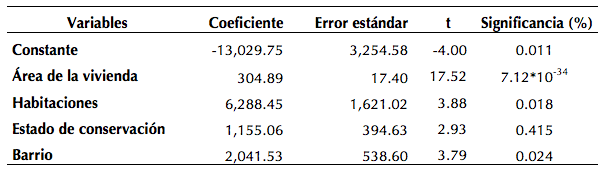 Variables Coeficiente Error estándar t Significancia (%)
Constante -13,029.75 3,254.58 -4.00 0.011
Área de la vivienda 304.89 17.40 17.52 7.12*10-34
Habitaciones 6,288.45 1,621.02 3.88 0.018
Estado de conservación 1,155.06 394.63 2.93 0.415
Barrio 2,041.53 538.60 3.79 0.024